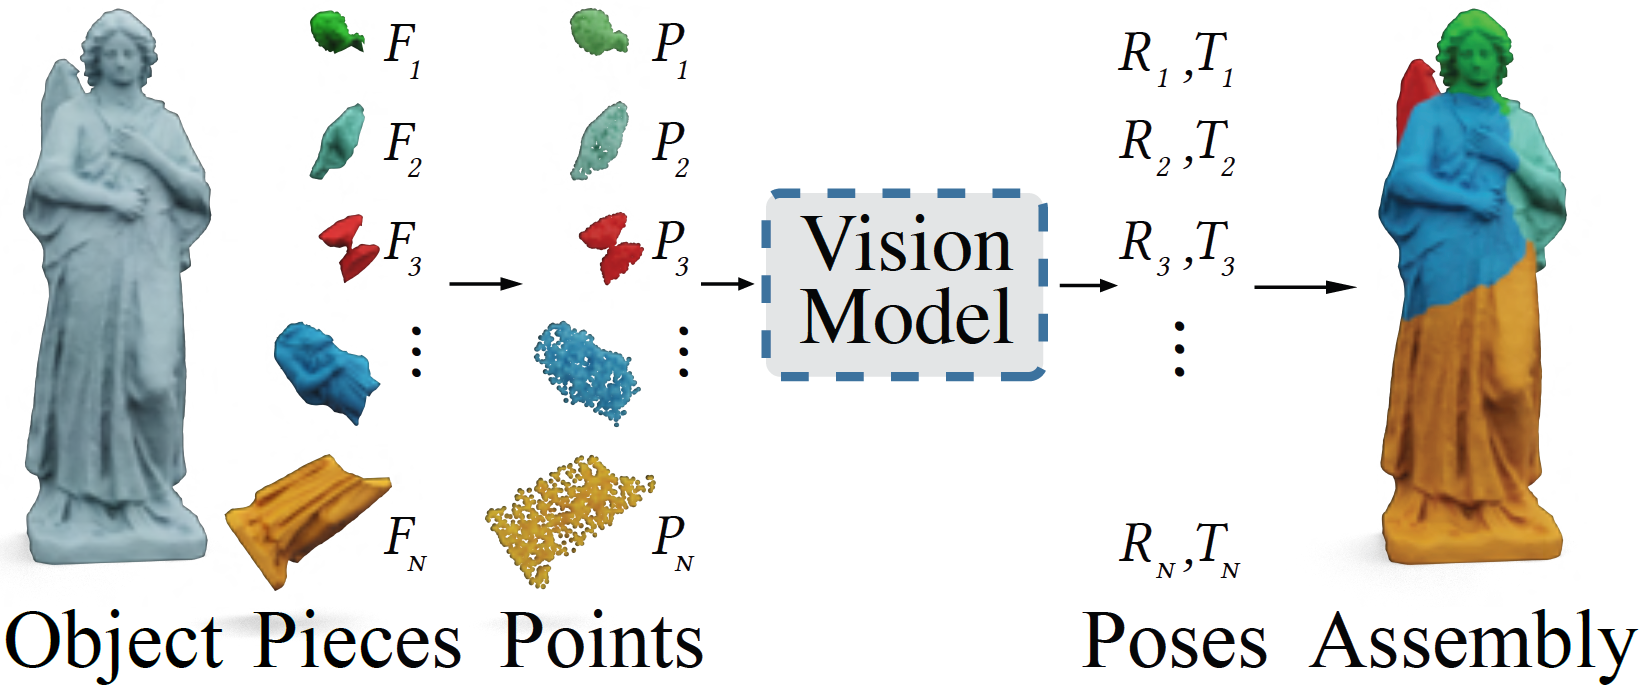 F1 P1 R1,T1
F2 P2 R2,T2
F3 P3 R3,T3
Vision
Model
⋮ ⋮ ⋮
FN PN RN,TN
Object Pieces Points Poses Assembly